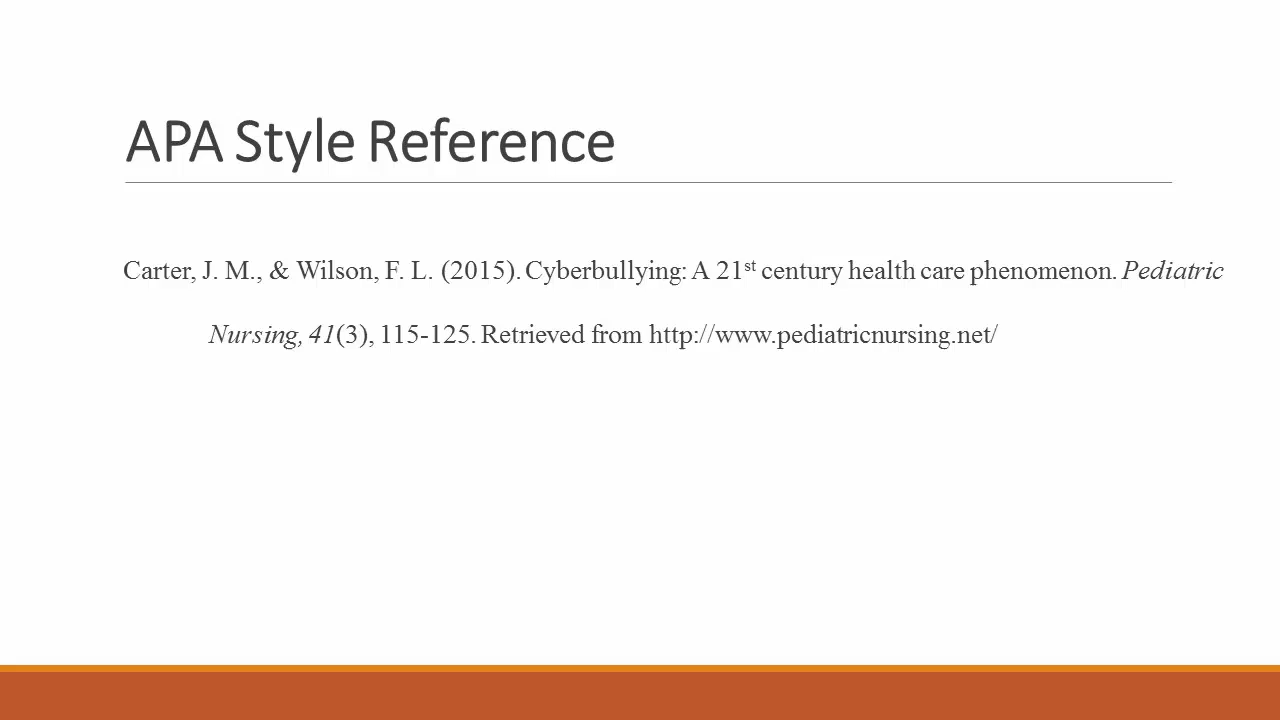 APA Style Reference
Carter, J. M., & Wilson, F. L. (2015). Cyberbullying: A 21st century health care phenomenon. Pediatric
Nursing, 41(3), 115-125. Retrieved from http://www.pediatricnursing.net/